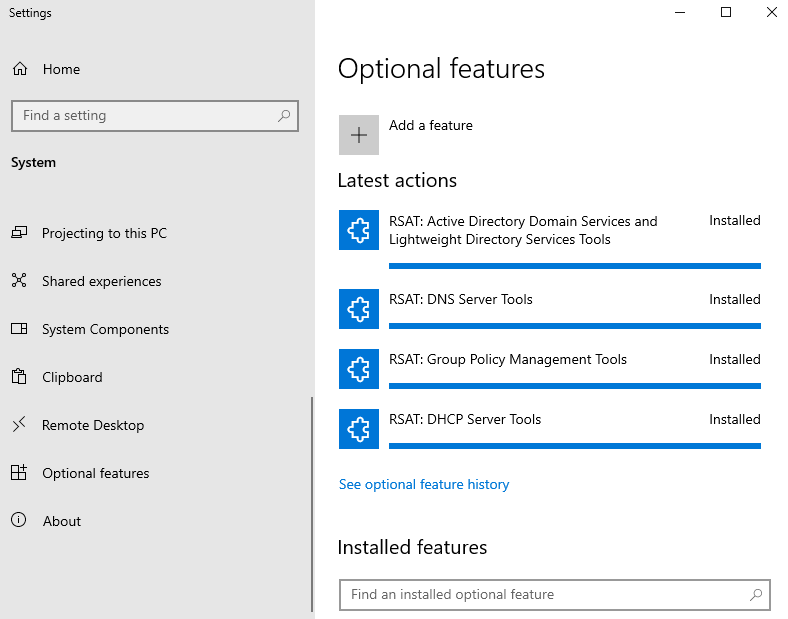 Settings
Home
Find a setting
System
Projecting to this PC
Shared experiences
System Components
Clipboard
Remote Desktop
Optional features
About
Optional features
Add a feature
Latest actions
RSAT: Active Directory Domain Services and
Lightweight Directory Services Tools
Installed
RSAT: DNS Server Tools
Installed
RSAT: Group Policy Management Tools
Installed
RSAT: DHCP Server Tools
Installed
See optional feature history
Installed features
Find an installed optional feature